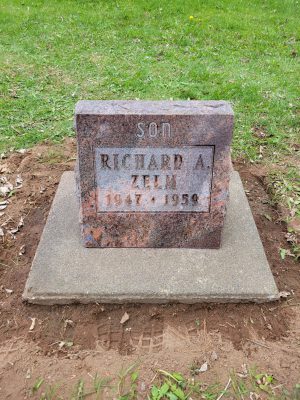 SON
RICHARD A.
ZELM
1947 • 1959